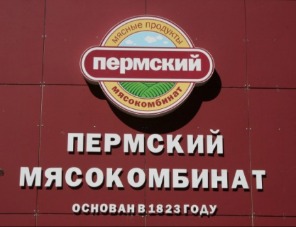 мясные продукты
пермский
мясокомбинат
ПЕРМСКИЙ
МЯСОКОМБИНАТ
ОСНОВАН В 1823 ГОДУ